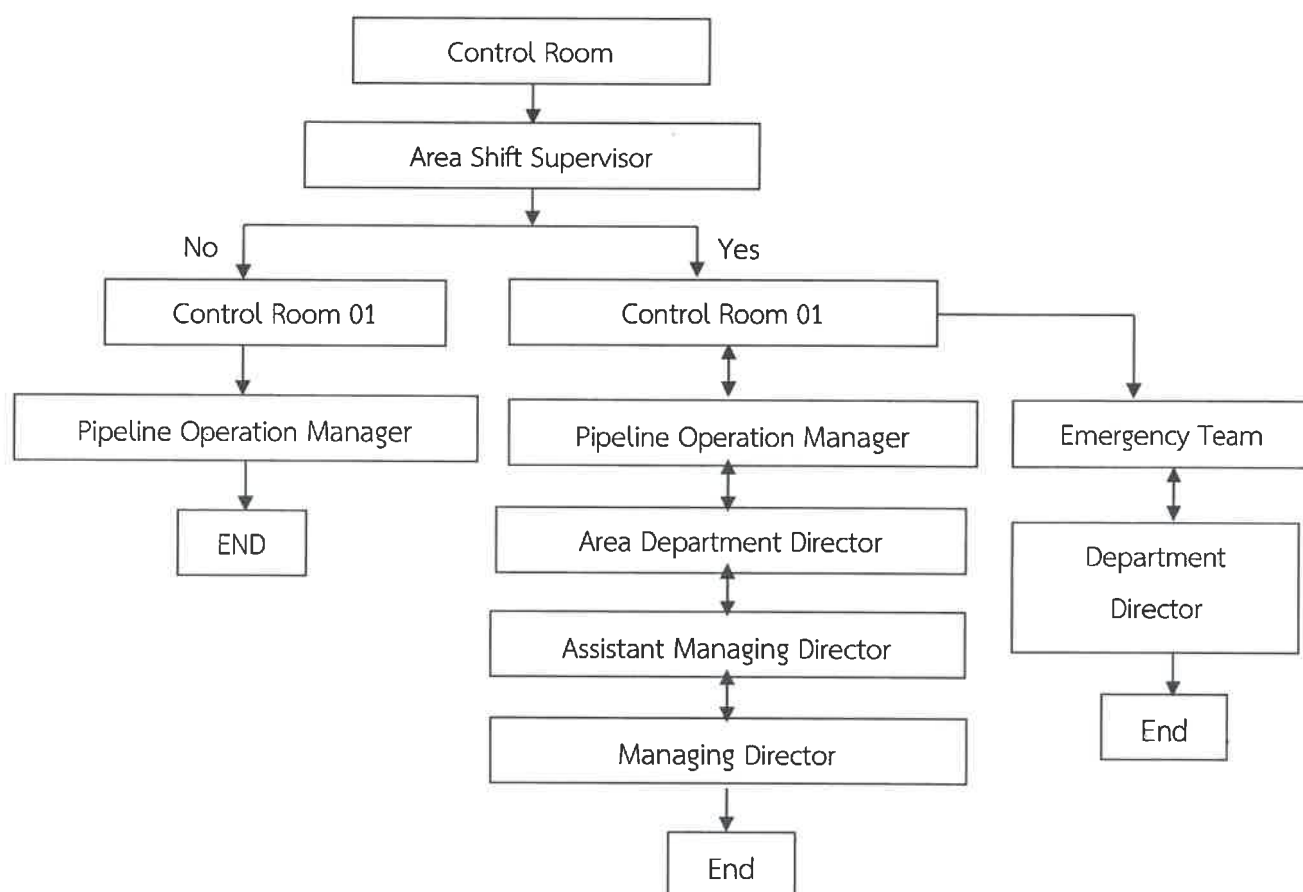 Control Room
Area Shift Supervisor
No
Yes
Control Room 01
Control Room 01
Pipeline Operation Manager
Pipeline Operation Manager
Emergency Team
END
Area Department Director
Department
Director
Assistant Managing Director
End
Managing Director
End